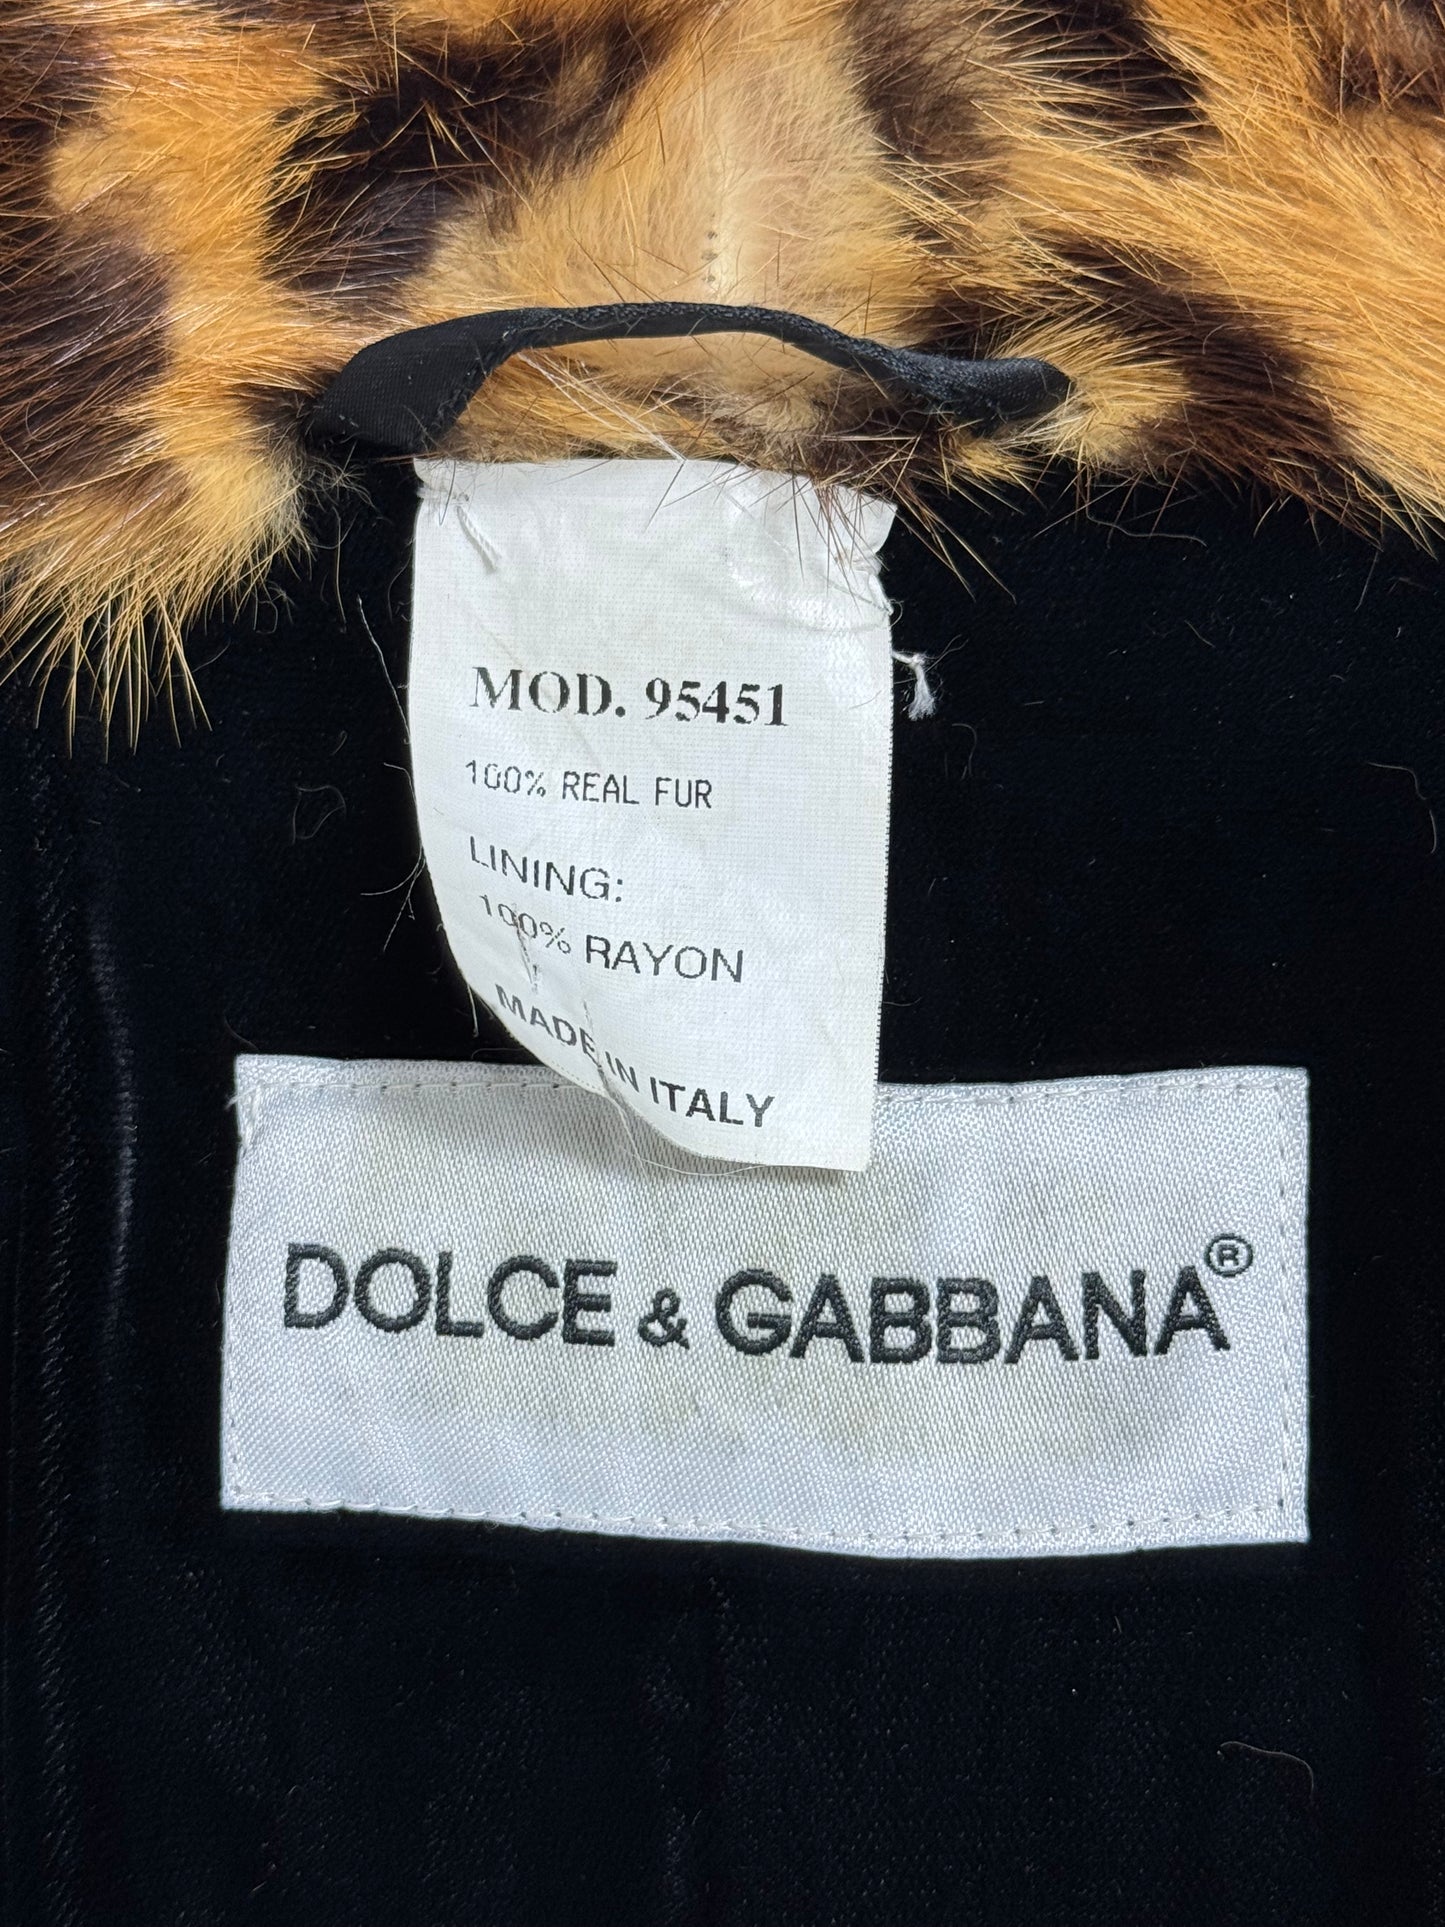 MOD. 95451
100% REAL FUR
LINING:
100% RAYON
MADE IN ITALY
DOLCE & GABBANA®